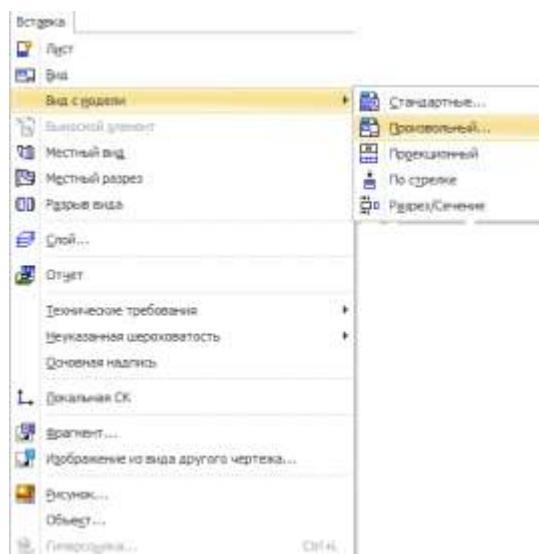 Вставка
Лист
Вид
Вид с модели
Выносной элемент
Местный вид
Местный разрез
Разрыв вида
Слой...
Отчет
Технические требования
Неуказанная шероховатость
Основная надпись
Локальная СК
Фрагмент...
Изображение из вида другого чертежа...
Рисунок...
Объект...
Гиперссылка... Ctrl+L
Стандартные...
Произвольный...
Проекционный
По стрелке
Разрез/Сечение